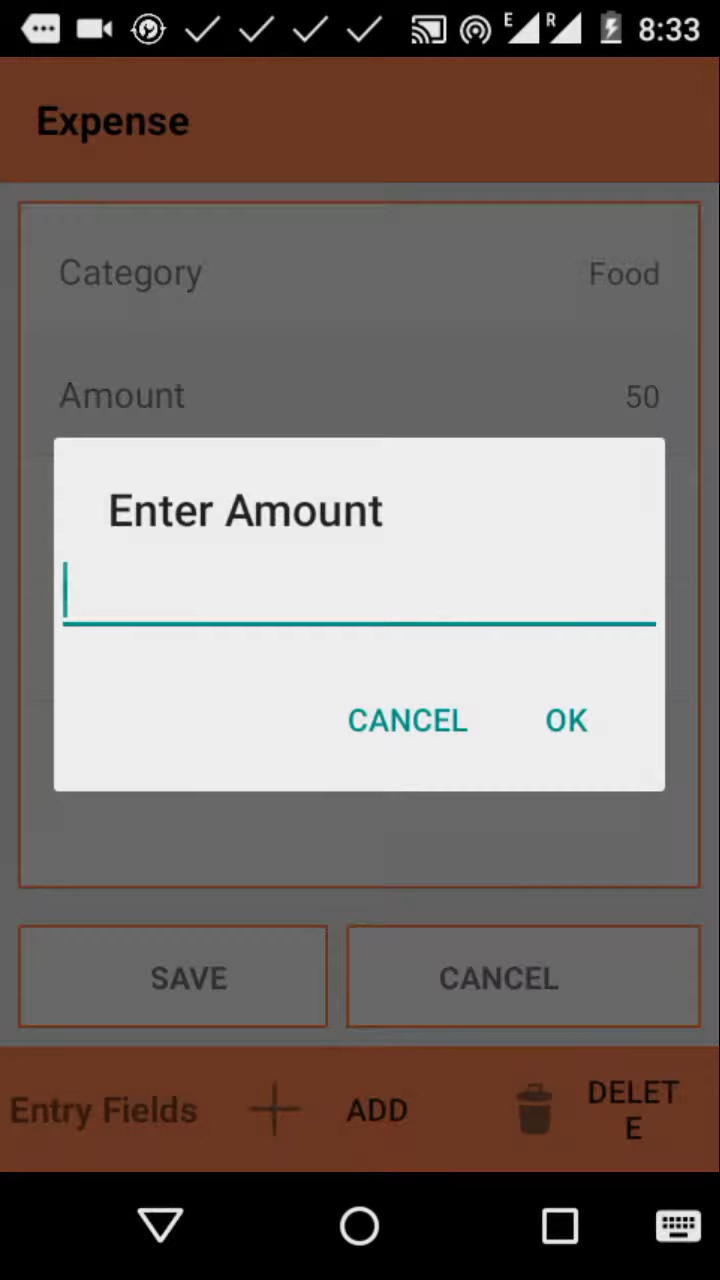 E R 8:33
Expense
Category Food
Amount 50
Enter Amount
CANCEL OK
SAVE CANCEL
Entry Fields ADD DELET
E